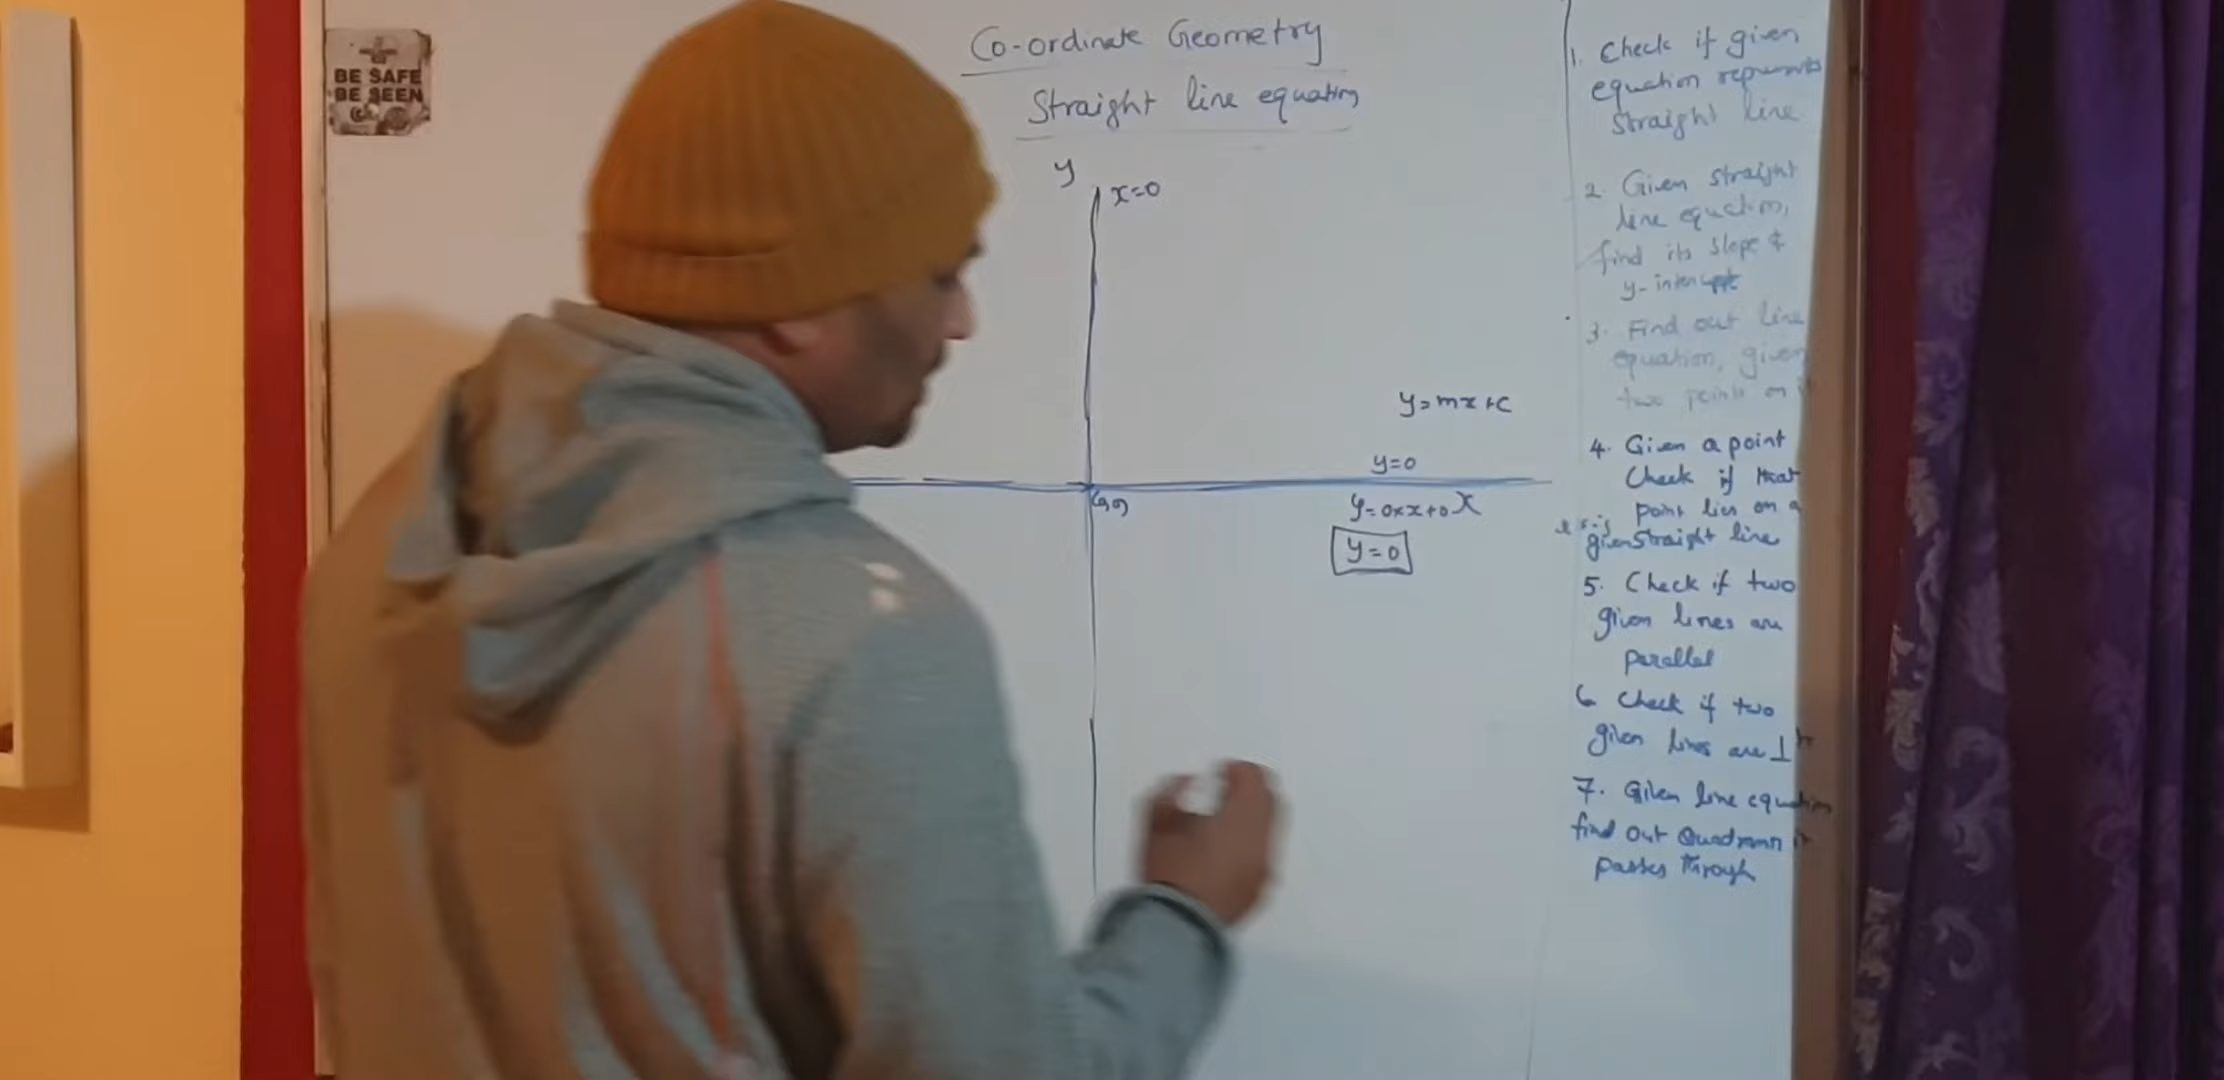 BE SAFE
BE SEEN
Co-ordinate Geometry
Straight line equation
y
x=0
y=mx+c
y=0
(0,0)
y=0xx+0
X
y=0
1. Check if given
equation represents
straight line
2. Given straight
line equation,
find its slope &
y-intercept
3. Find out line
equation, given
two points on it
4. Given a point
Check if that
point lies on a
given straight line
5. Check if two
given lines are
parallel
6 Check if two
given lines are ⊥
7. Given line equation
find out Quadrann it
passes through